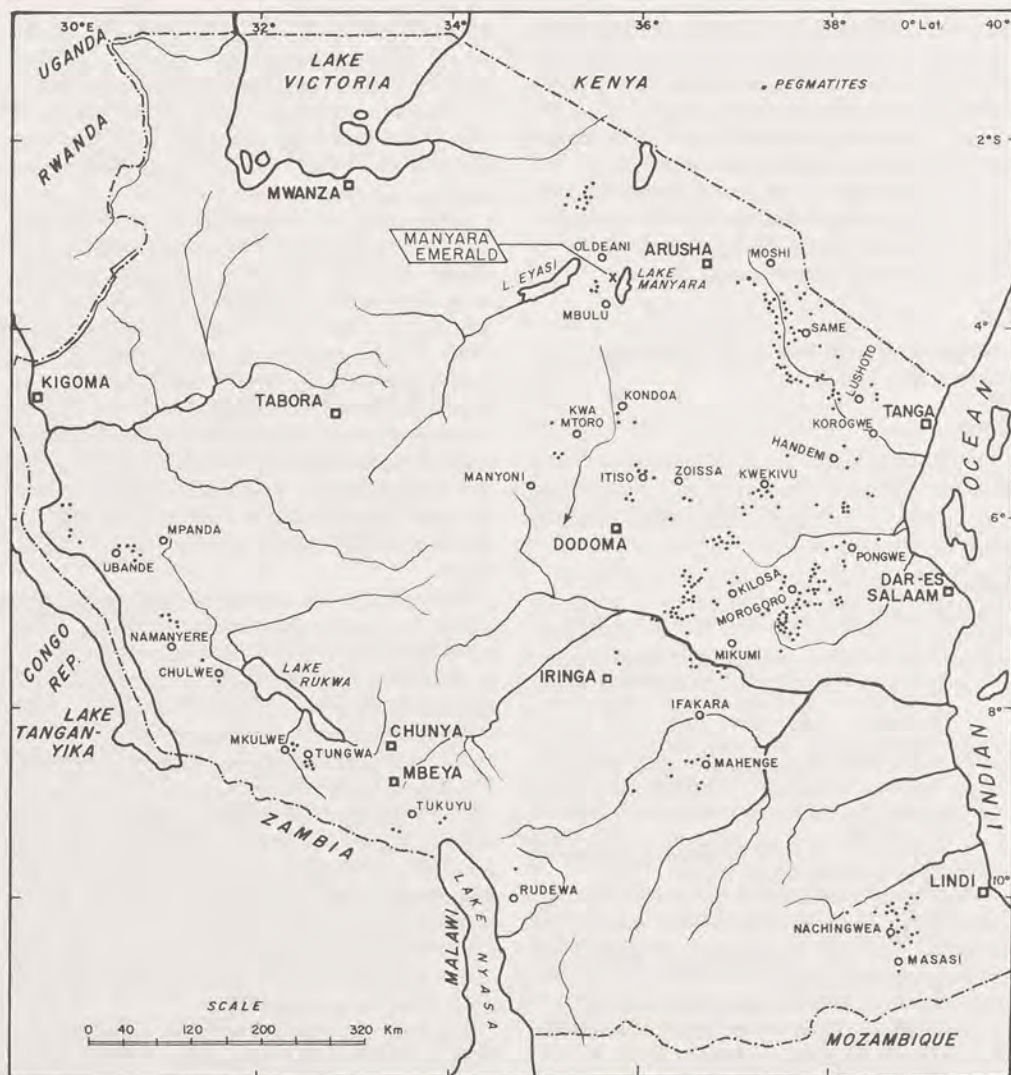 30°E
32°
34°
36°
38°
0° Lat.
40°
UGANDA
LAKE
VICTORIA
KENYA
• PEGMATITES
RWANDA
2°S
MWANZA
MANYARA
EMERALD
OLDEANI
ARUSHA
MOSHI
L. EYASI
x
LAKE
MANYARA
MBULU
SAME
4°
KIGOMA
TABORA
KONDOA
KWA
MTORO
LUSHOTO
TANGA
KOROGWE
HANDEMI
MANYONI
ITISO
ZOISSA
KWEKIVU
OCEAN
MPANDA
UBANDE
DODOMA
6°
PONGWE
KILOSA
MOROGORO
DAR-ES
SALAAM
CONGO
REP.
NAMANYERE
CHULWE
LAKE
RUKWA
IRINGA
MIKUMI
LAKE
TANGAN-
YIKA
IFAKARA
8°
MKULWE
TUNGWA
CHUNYA
MBEYA
MAHENGE
IINDIAN
TUKUYU
ZAMBIA
RUDEWA
LINDI
10°
MALAWI
LAKE NYASA
NACHINGWEA
MASASI
SCALE
0 40 120 200 320 Km
MOZAMBIQUE